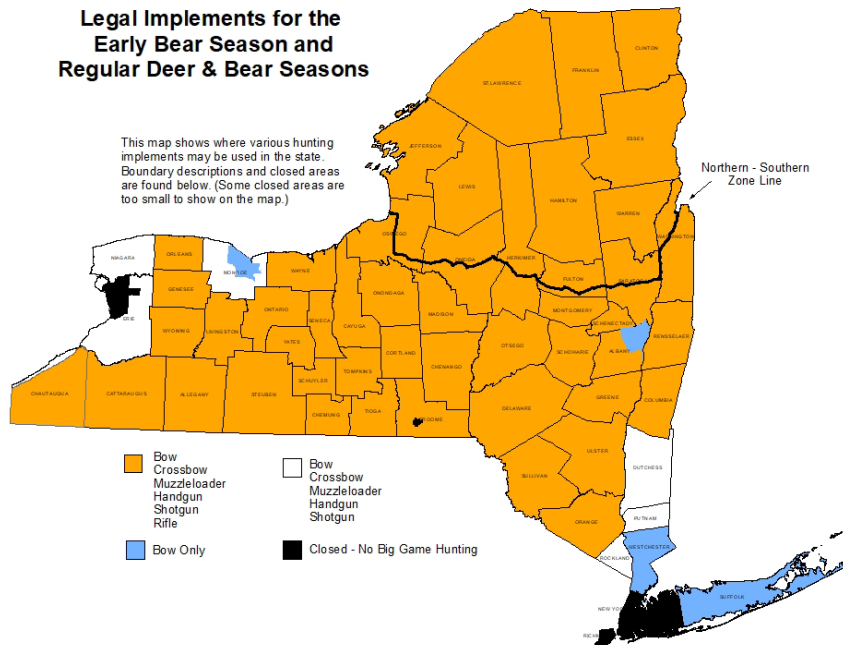 Legal Implements for the
Early Bear Season and
Regular Deer & Bear Seasons
This map shows where various hunting
implements may be used in the state.
Boundary descriptions and closed areas
are found below. (Some closed areas are
too small to show on the map.)
Northern - Southern
Zone Line
CLINTON
FRANKLIN
ST.LAWRENCE
ESSEX
JEFFERSON
LEWIS
HAMILTON
WARREN
WASHINGTON
HERKIMER
ONEIDA
FULTON
NIAGARA
ORLEANS
MONROE
WAYNE
GENESEE
ERIE
ONTARIO
ONONDAGA
MADISON
MONTGOMERY
SCHENECTADY
WYOMING
LIVINGSTON
SENECA
CAYUGA
YATES
CORTLAND
OTSEGO
SCHOHARIE
ALBANY
RENSSELAER
CHENANGO
TOMPKINS
SCHUYLER
CHAUTAUQUA
CATTARAUGUS
ALLEGANY
STEUBEN
CHEMUNG
TIOGA
DELAWARE
GREENE
COLUMBIA
ULSTER
SULLIVAN
DUTCHESS
ORANGE
PUTNAM
ROCKLAND
WESTCHESTER
SUFFOLK
Bow
Crossbow
Muzzleloader
Handgun
Shotgun
Rifle
Bow
Crossbow
Muzzleloader
Handgun
Shotgun
Bow Only
Closed - No Big Game Hunting